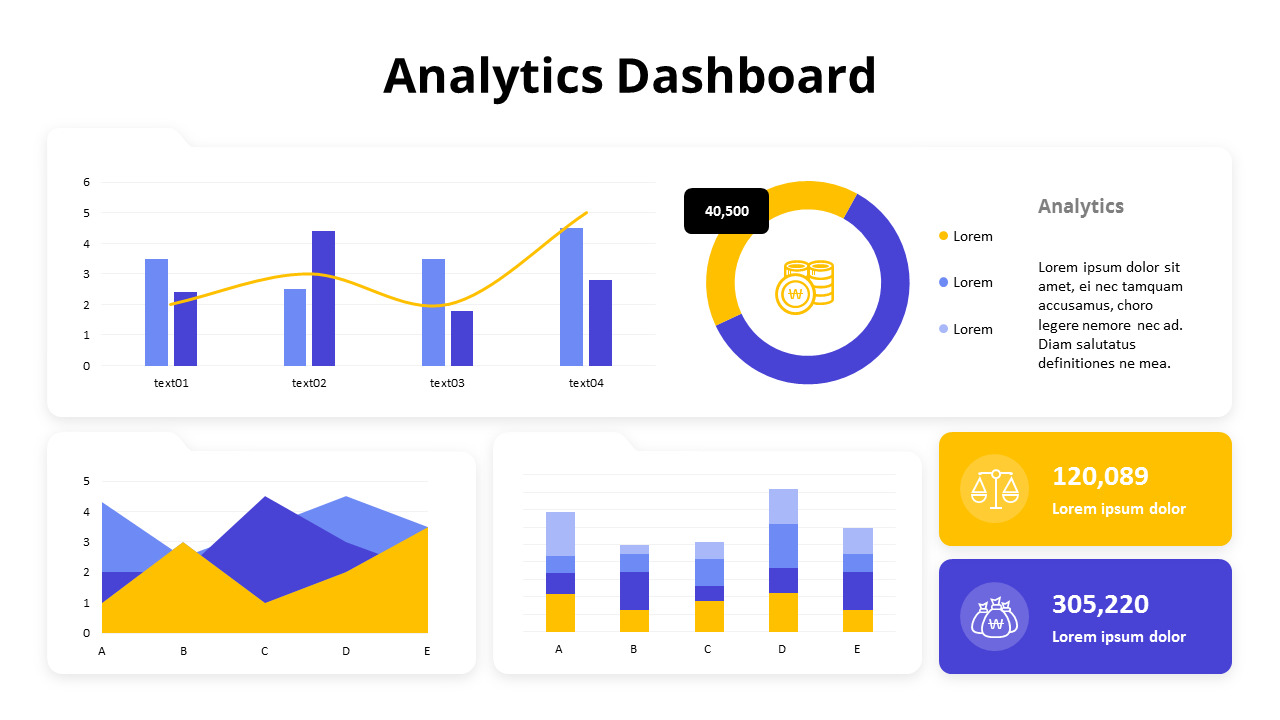 Analytics Dashboard
6
5
4
3
2
1
0
text01
text02
text03
text04
40,500
₩
Lorem
Lorem
Lorem
Analytics
Lorem ipsum dolor sit
amet, ei nec tamquam
accusamus, choro
legere nemore nec ad.
Diam salutatus
definitiones ne mea.
5
4
3
2
1
0
A
B
C
D
E
A
B
C
D
E
120,089
Lorem ipsum dolor
305,220
Lorem ipsum dolor
₩